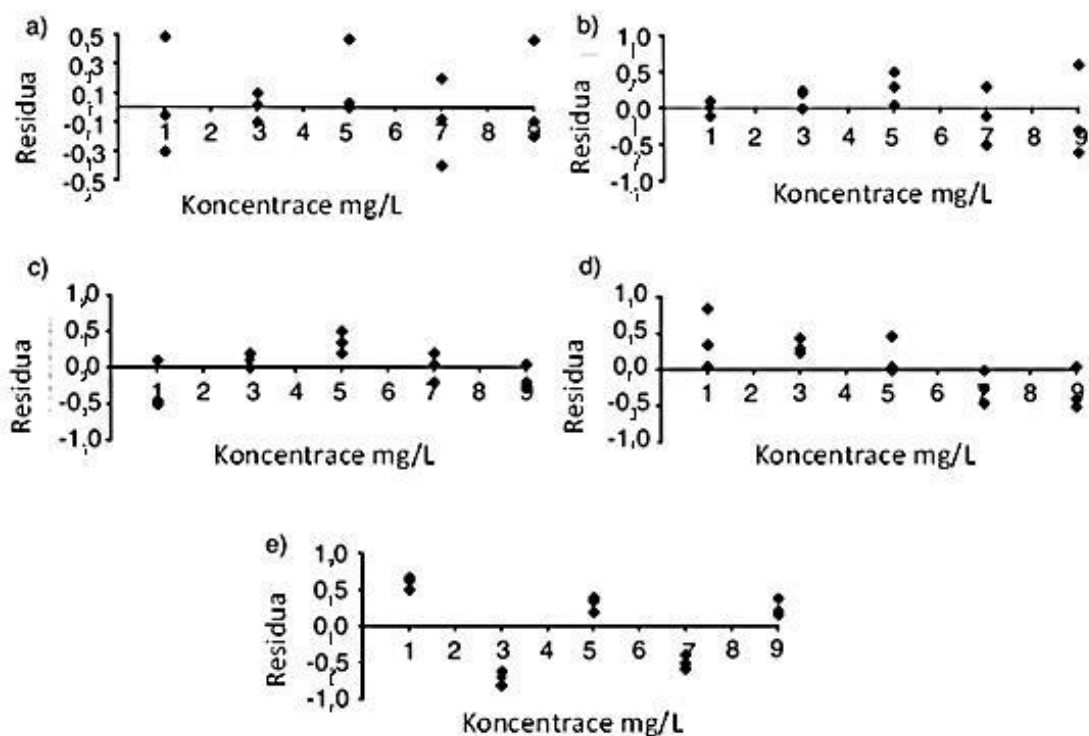 a)
0,5
0,3
0,1
-0,1
-0,3
-0,5
Residua
1 2 3 4 5 6 7 8 9
Koncentrace mg/L
b)
1,0
0,5
0,0
-0,5
-1,0
Residua
1 2 3 4 5 6 7 8 9
Koncentrace mg/L
c)
1,0
0,5
0,0
-0,5
-1,0
Residua
1 2 3 4 5 6 7 8 9
Koncentrace mg/L
d)
1,0
0,5
0,0
-0,5
-1,0
Residua
1 2 3 4 5 6 7 8 9
Koncentrace mg/L
e)
1,0
0,5
0,0
-0,5
-1,0
Residua
1 2 3 4 5 6 7 8 9
Koncentrace mg/L